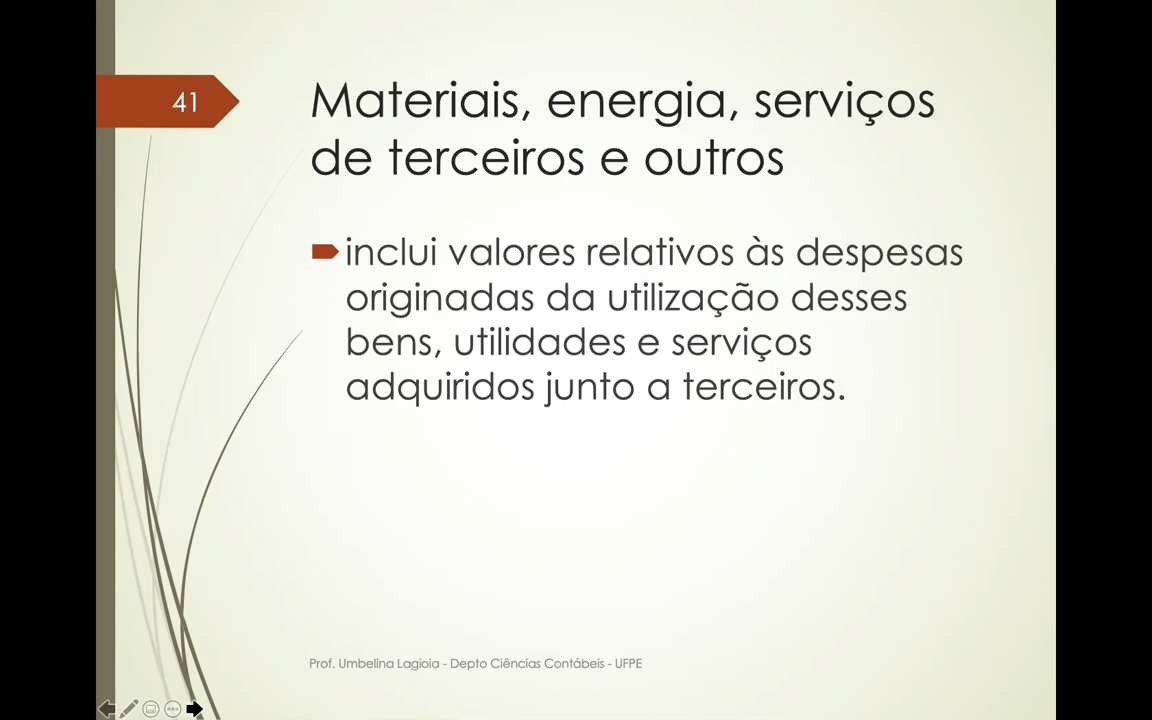 41
Materiais, energia, serviços
de terceiros e outros
inclui valores relativos às despesas
originadas da utilização desses
bens, utilidades e serviços
adquiridos junto a terceiros.
Prof. Umbelina Lagioia - Depto Ciências Contábeis - UFPE